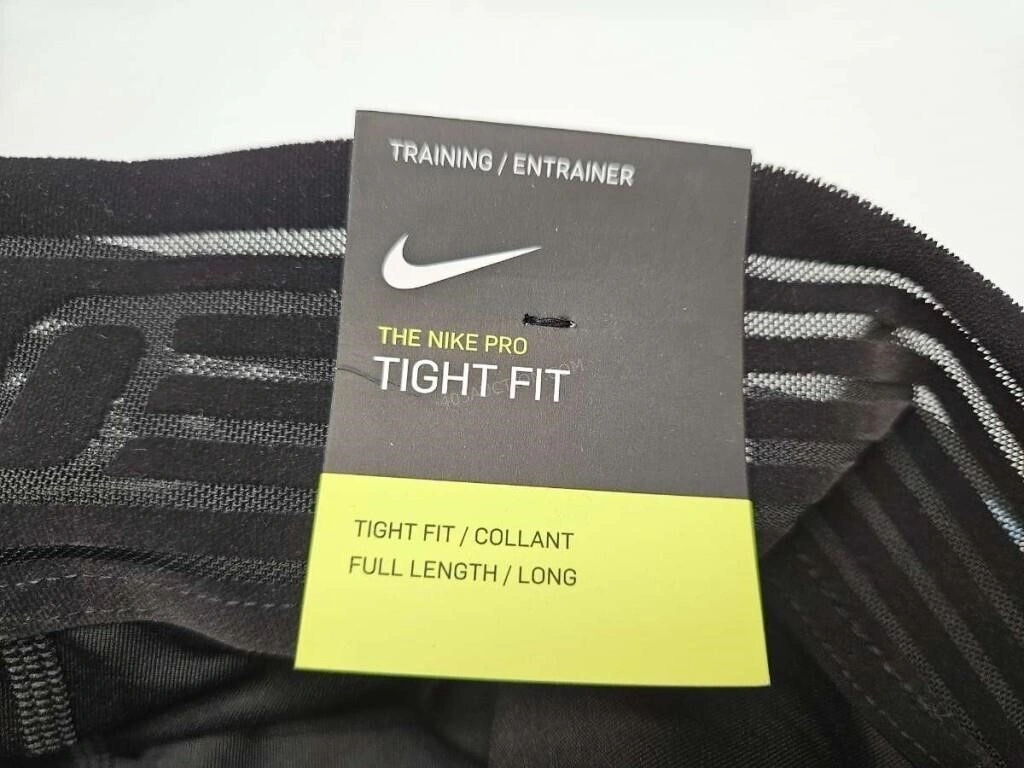 TRAINING / ENTRAINER
THE NIKE PRO
TIGHT FIT
TIGHT FIT / COLLANT
FULL LENGTH / LONG